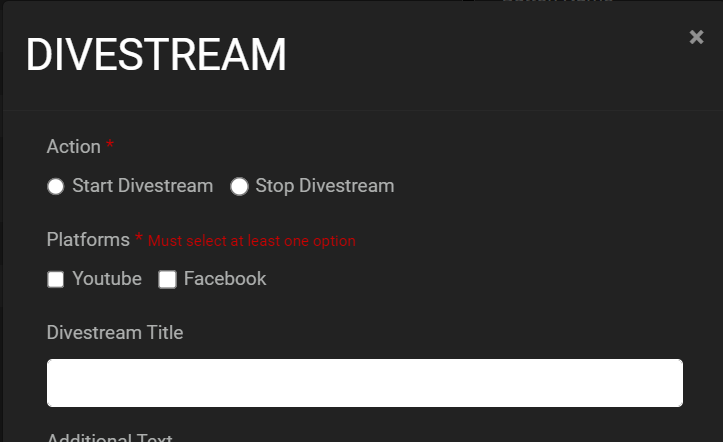 DIVESTREAM
×
Action *
Start Divestream Stop Divestream
Platforms * Must select at least one option
Youtube Facebook
Divestream Title
Additional Text